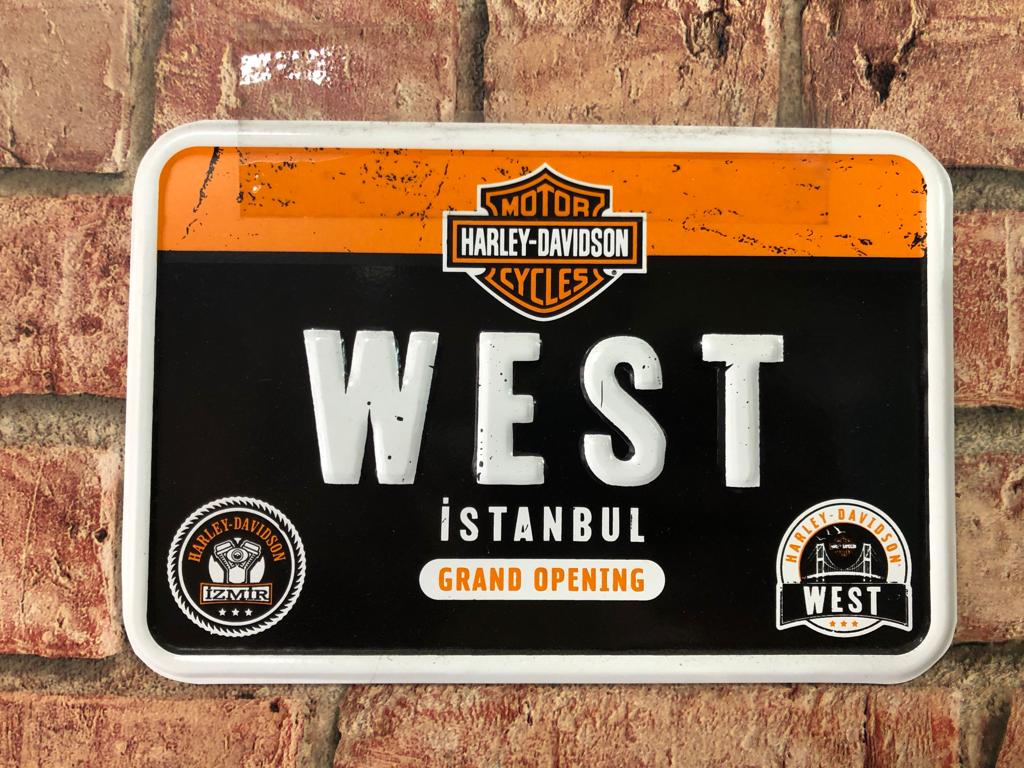 MOTOR
HARLEY-DAVIDSON
CYCLES
WEST
İSTANBUL
GRAND OPENING
HARLEY-DAVIDSON
İZMİR
HARLEY-DAVIDSON
WEST